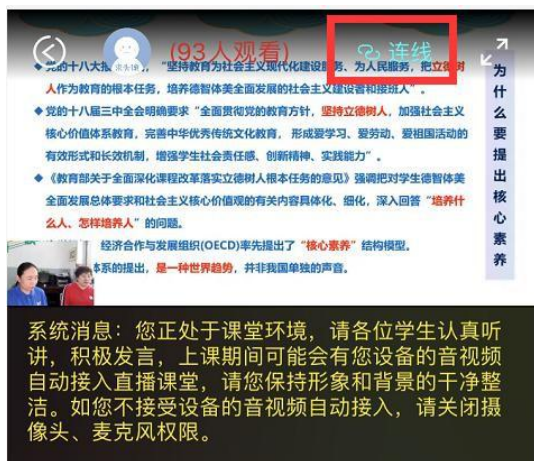 (93人观看)
连线
党的十八大报
"坚持教育为社会主义现代化建设服务、为人民服务,把立德树
人作为教育的根本任务,培养德智体美全面发展的社会主义建设者和接班人"。
党的十八届三中全会明确要求"全面贯彻党的教育方针,坚持立德树人,加强社会主义
核心价值体系教育,完善中华优秀传统文化教育,形成爱学习、爱劳动、爱祖国活动的
有效形式和长效机制,增强学生社会责任感、创新精神、实践能力"。
《教育部关于全面深化课程改革落实立德树人根本任务的意见》强调把对学生德智体美
全面发展总体要求和社会主义核心价值观的有关内容具体化、细化,深入回答"培养什
么人、怎样培养人"的问题。
经济合作与发展组织(OECD)率先提出了"核心素养"结构模型。
体系的提出,是一种世界趋势,并非我国单独的声音。
为什么要提出核心素养
系统消息:您正处于课堂环境,请各位学生认真听
讲,积极发言,上课期间可能会有您设备的音视频
自动接入直播课堂,请您保持形象和背景的干净整
洁。如您不接受设备的音视频自动接入,请关闭摄
像头、麦克风权限。